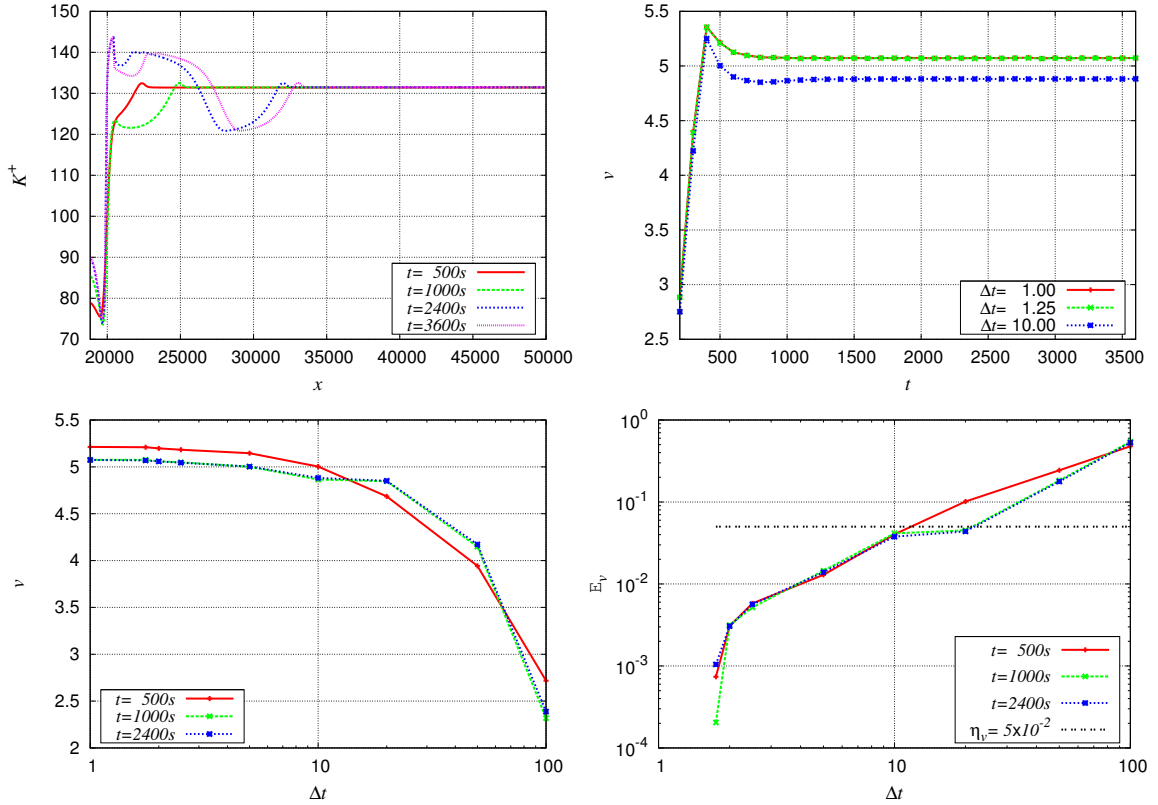 150
140
130
120
110
100
90
80
70
K⁺
20000 25000 30000 35000 40000 45000 50000
x
t= 500s
t=1000s
t=2400s
t=3600s
5.5
5
4.5
4
3.5
3
2.5
v
500 1000 1500 2000 2500 3000 3500
t
Δt= 1.00
Δt= 1.25
Δt= 10.00
5.5
5
4.5
4
3.5
3
2.5
2
v
1 10 100
Δt
t= 500s
t=1000s
t=2400s
10⁰
10⁻¹
10⁻²
10⁻³
10⁻⁴
Eᵥ
1 10 100
Δt
t= 500s
t=1000s
t=2400s
ηᵥ= 5x10⁻²